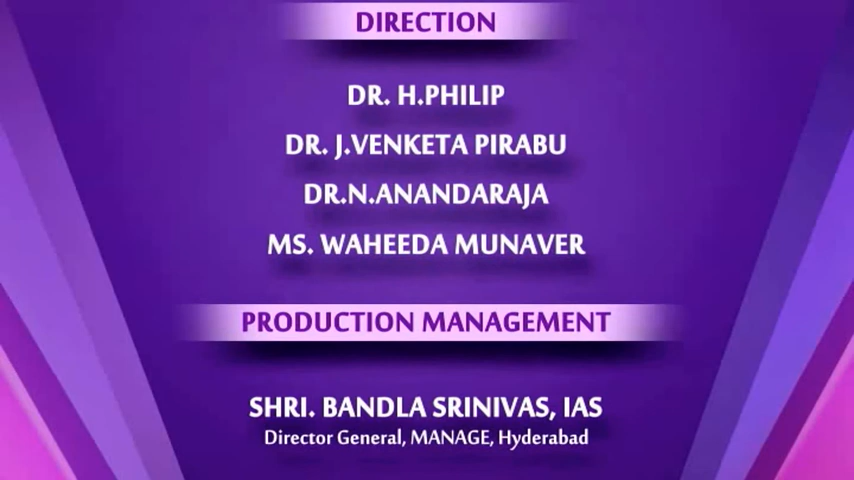 DIRECTION
DR. H.PHILIP
DR. J.VENKETA PIRABU
DR.N.ANANDARAJA
MS. WAHEEDA MUNAVER
PRODUCTION MANAGEMENT
SHRI. BANDLA SRINIVAS, IAS
Director General, MANAGE, Hyderabad